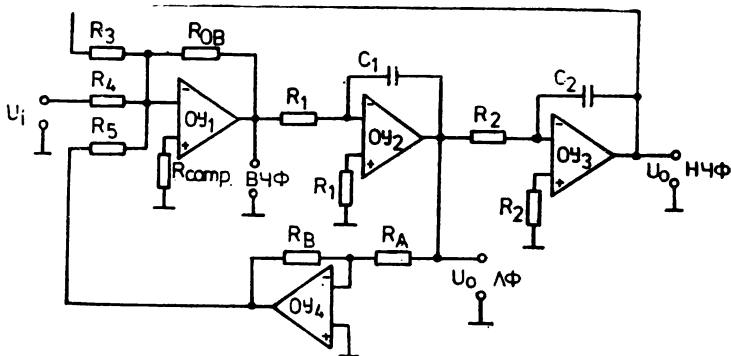 R3
ROB
R4
Ui
R5
ОУ1
Rcomp.
ВЧФ
R1
C1
ОУ2
R1
R2
C2
ОУ3
R2
Uo НЧФ
RB
RA
ОУ4
Uo ЛФ